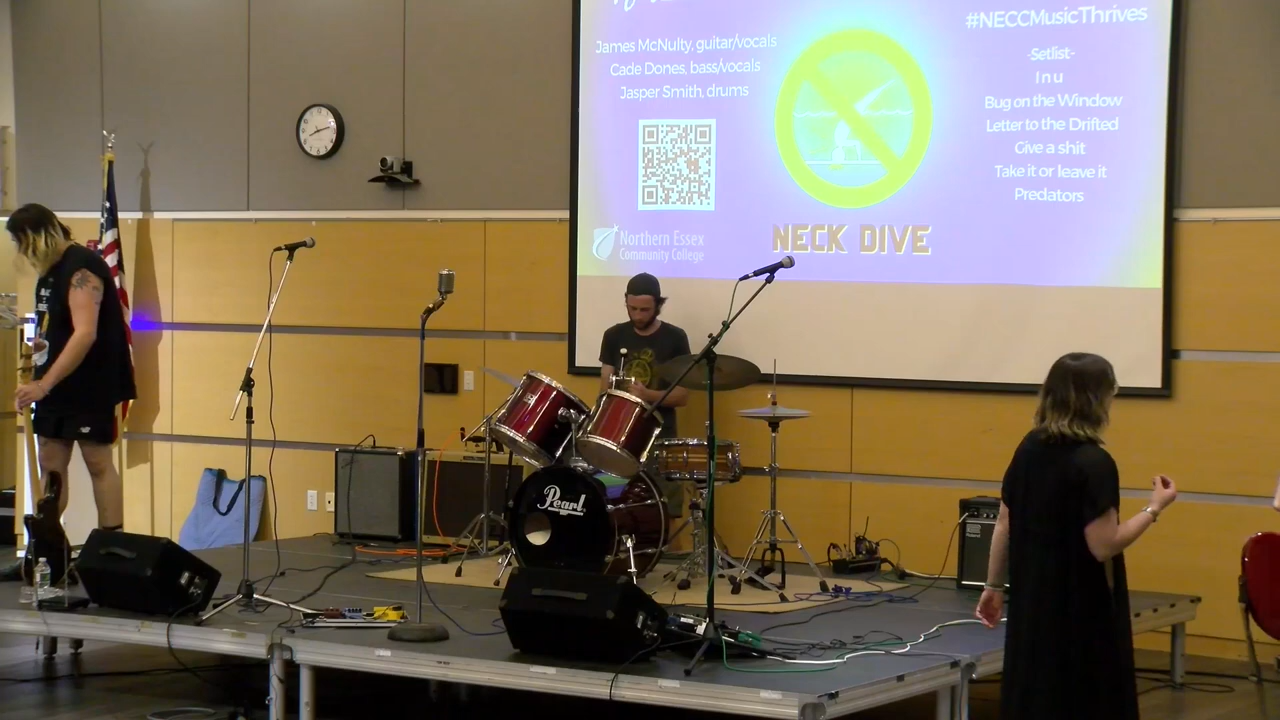 #NECCMusicThrives
James McNulty, guitar/vocals
Cade Dones, bass/vocals
Jasper Smith, drums
-Setlist-
Inu
Bug on the Window
Letter to the Drifted
Give a shit
Take it or leave it
Predators
NECK DIVE
Northern Essex
Community College
Pearl